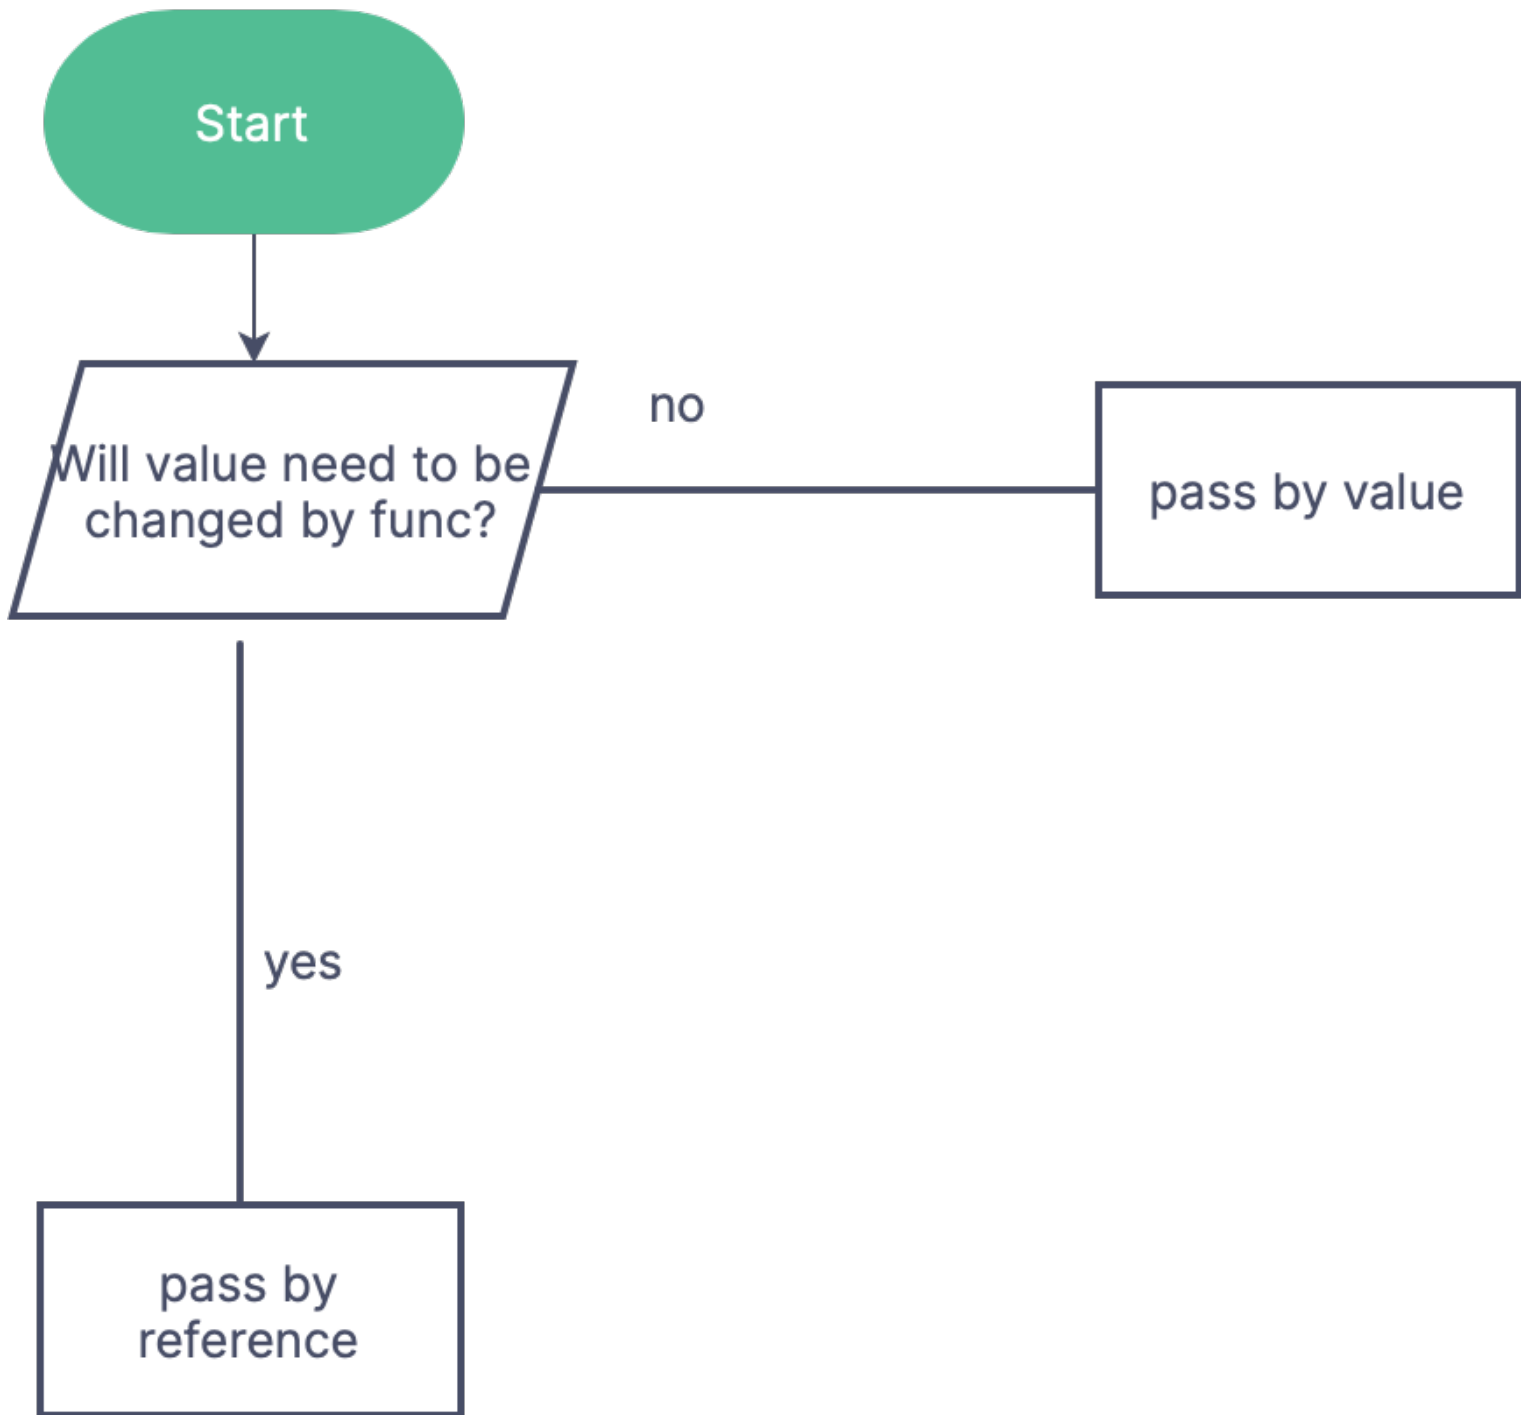 Start
Will value need to be
changed by func?
no
pass by value
yes
pass by
reference